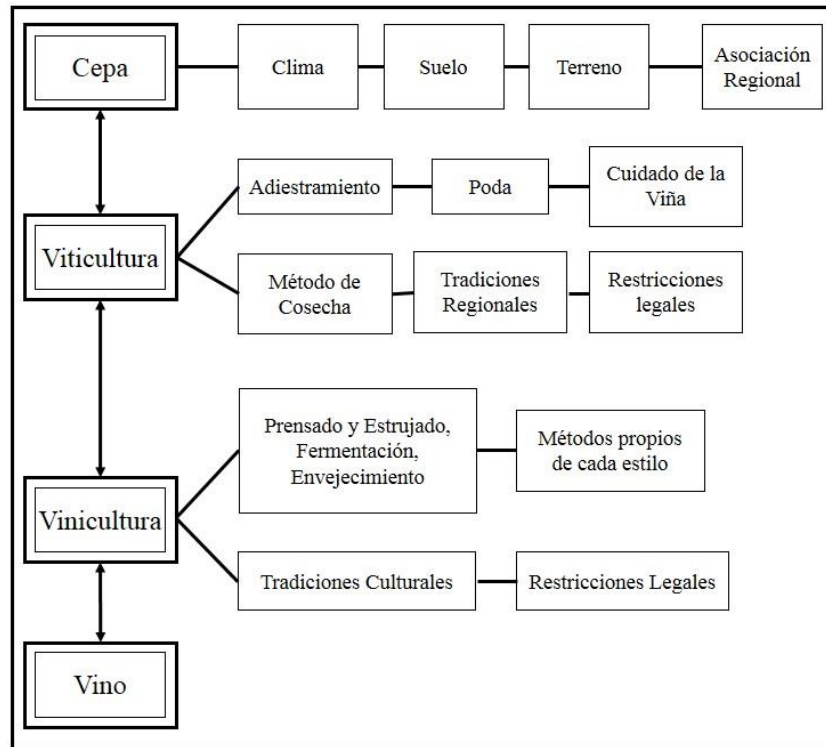 Cepa
Clima
Suelo
Terreno
Asociación
Regional
Viticultura
Adiestramiento
Poda
Cuidado de la
Viña
Método de
Cosecha
Tradiciones
Regionales
Restricciones
legales
Vinicultura
Prensado y Estrujado,
Fermentación,
Envejecimiento
Métodos propios
de cada estilo
Tradiciones Culturales
Restricciones Legales
Vino